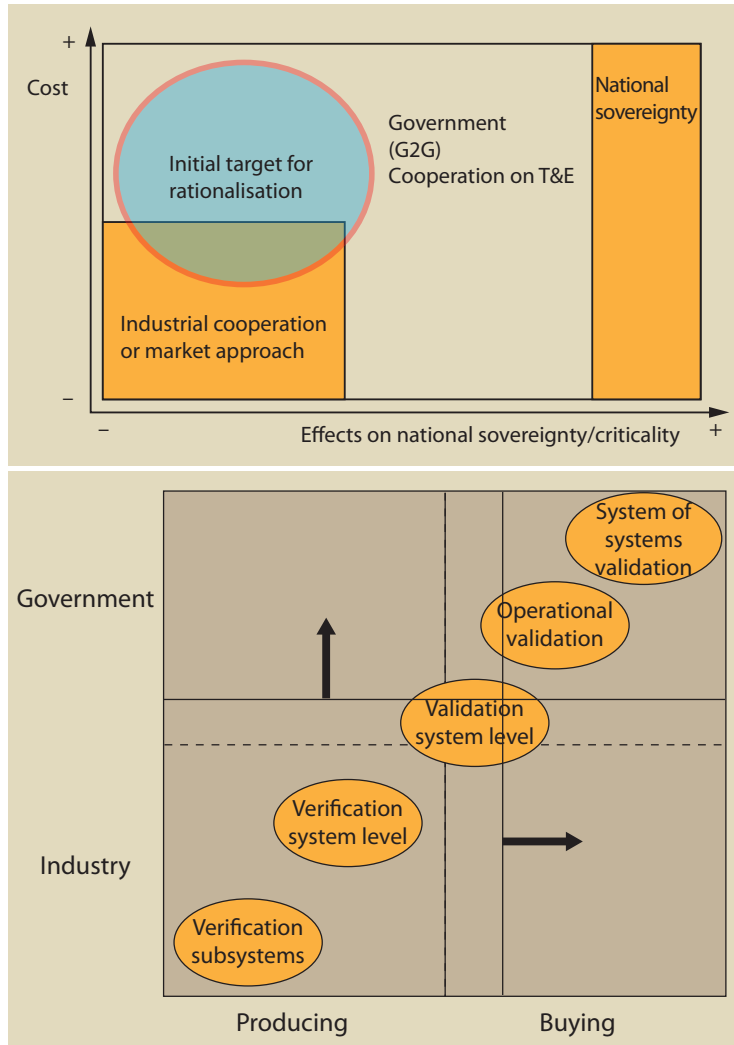 +
Cost
National
sovereignty
Government
(G2G)
Cooperation on T&E
Initial target for
rationalisation
Industrial cooperation
or market approach
–
–
Effects on national sovereignty/criticality
+
System of
systems
validation
Government
Operational
validation
Validation
system level
Verification
system level
Industry
Verification
subsystems
Producing
Buying